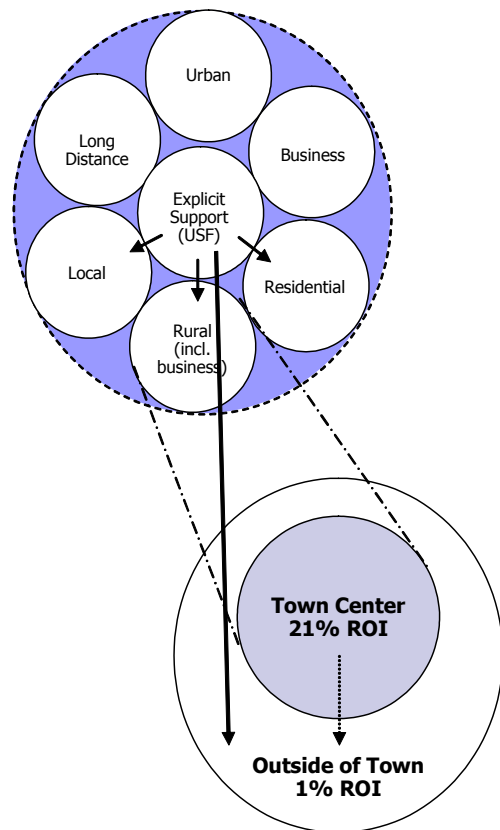 Urban
Long
Distance
Business
Explicit
Support
(USF)
Local
Residential
Rural
(incl.
business)
Town Center
21% ROI
Outside of Town
1% ROI